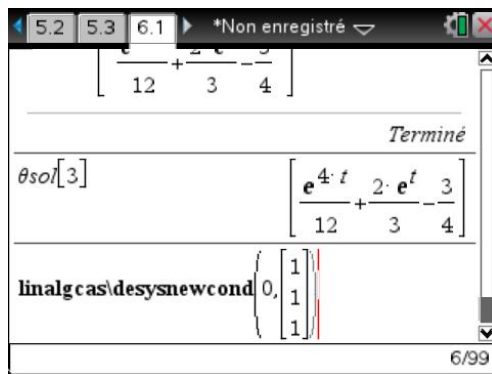 5.2 5.3 6.1 *Non enregistré
12 + 3 - 4
Terminé
θsol[3] [e^(4·t)/12 + 2·e^t/3 - 3/4]
linalgcas\desysnewcond(0,[1 1 1])
6/99